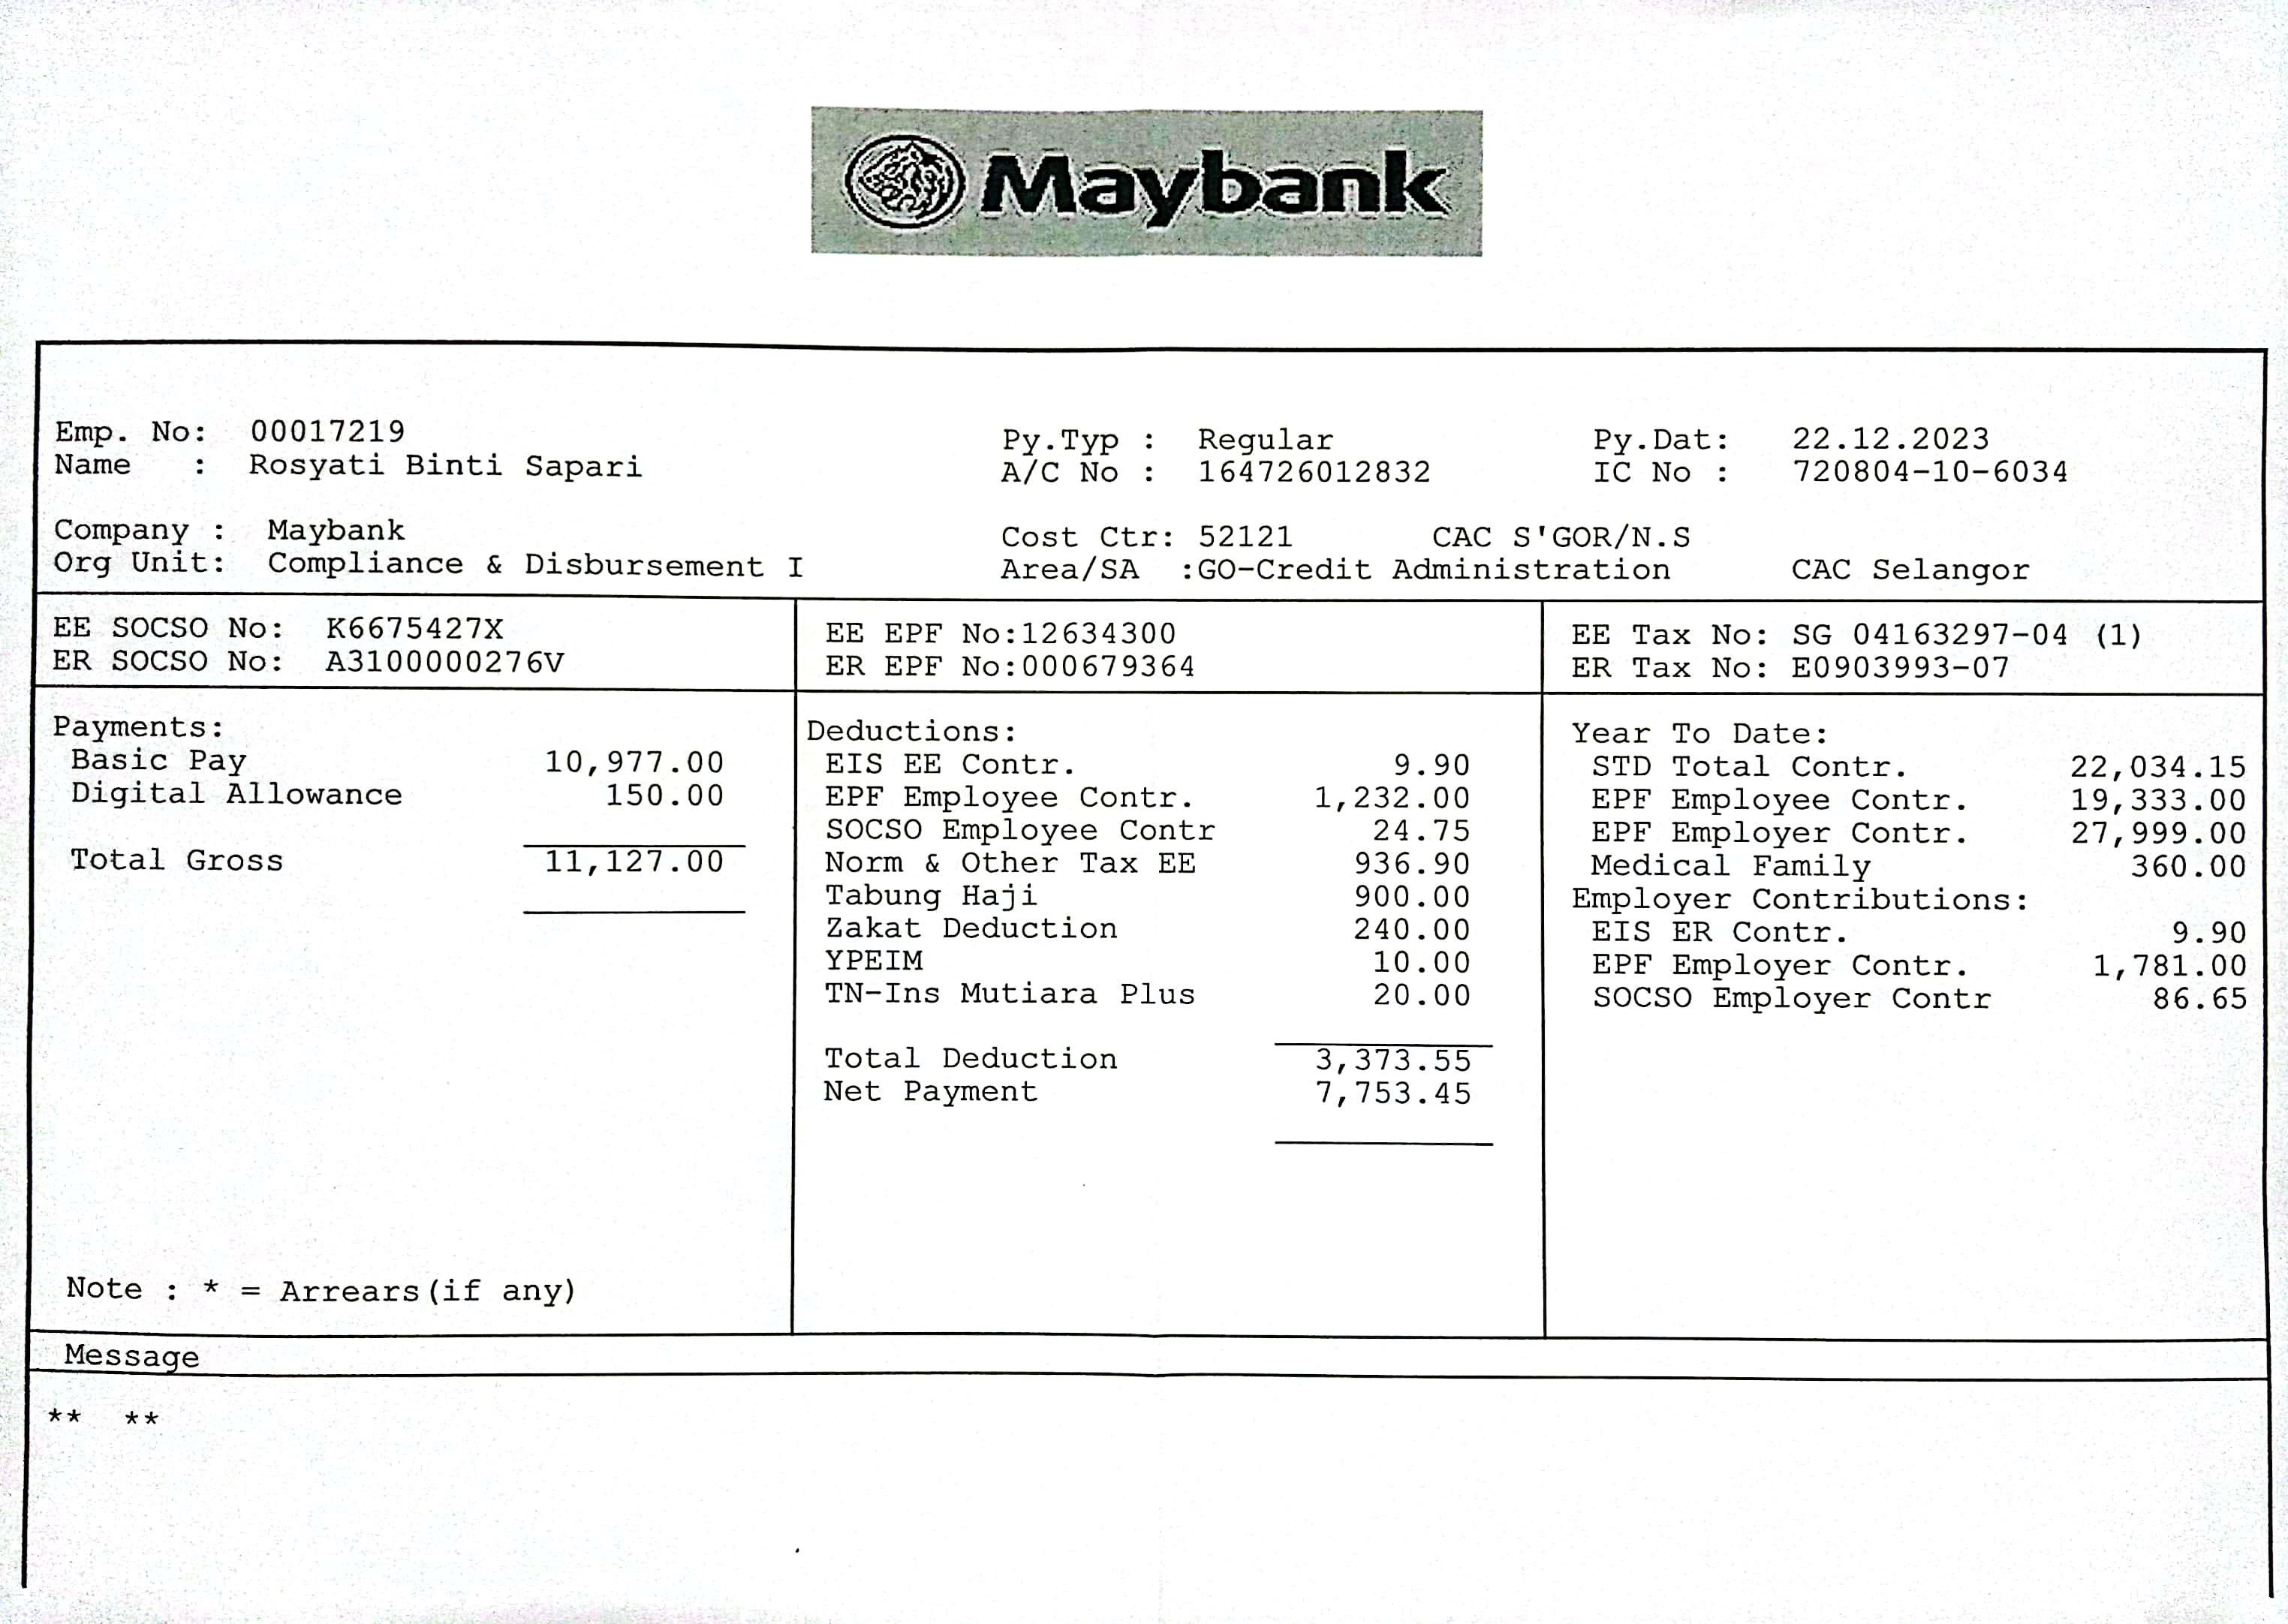 Maybank
Emp. No: 00017219
Name : Rosyati Binti Sapari
Py.Typ : Regular
A/C No : 164726012832
Py.Dat: 22.12.2023
IC No : 720804-10-6034
Company : Maybank
Org Unit: Compliance & Disbursement I
Cost Ctr: 52121 CAC S'GOR/N.S
Area/SA :GO-Credit Administration CAC Selangor
EE SOCSO No: K6675427X
ER SOCSO No: A3100000276V
EE EPF No:12634300
ER EPF No:000679364
EE Tax No: SG 04163297-04 (1)
ER Tax No: E0903993-07
Payments:
Basic Pay 10,977.00
Digital Allowance 150.00
Total Gross 11,127.00
Note : * = Arrears(if any)
Deductions:
EIS EE Contr. 9.90
EPF Employee Contr. 1,232.00
SOCSO Employee Contr 24.75
Norm & Other Tax EE 936.90
Tabung Haji 900.00
Zakat Deduction 240.00
YPEIM 10.00
TN-Ins Mutiara Plus 20.00
Total Deduction 3,373.55
Net Payment 7,753.45
Year To Date:
STD Total Contr. 22,034.15
EPF Employee Contr. 19,333.00
EPF Employer Contr. 27,999.00
Medical Family 360.00
Employer Contributions:
EIS ER Contr. 9.90
EPF Employer Contr. 1,781.00
SOCSO Employer Contr 86.65
Message
** **